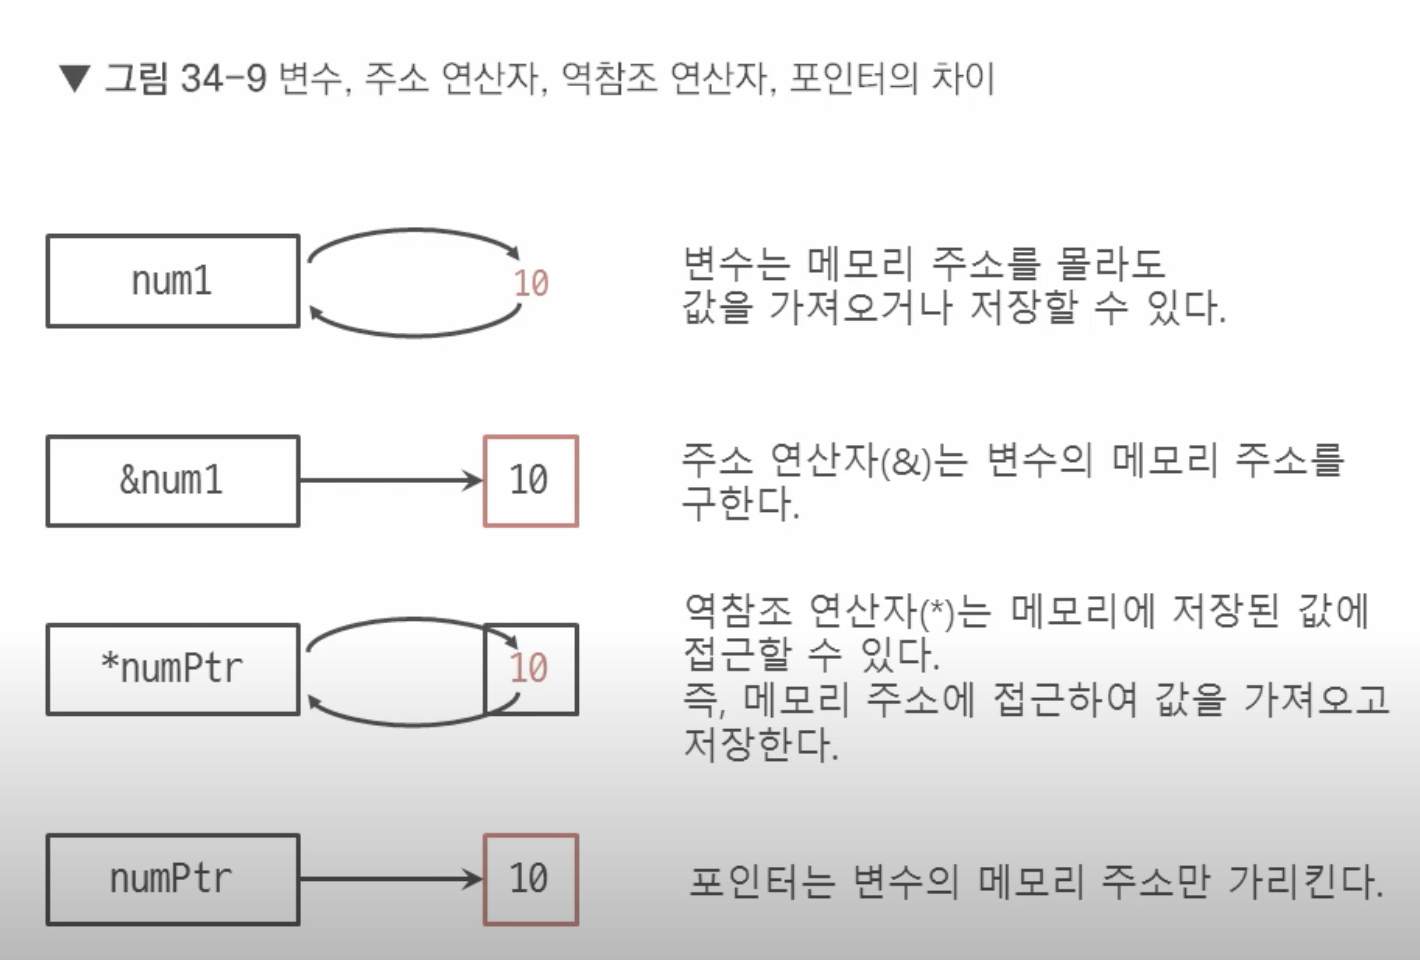 ▼ 그림 34-9 변수, 주소 연산자, 역참조 연산자, 포인터의 차이
num1
10
변수는 메모리 주소를 몰라도
값을 가져오거나 저장할 수 있다.
&num1
10
주소 연산자(&)는 변수의 메모리 주소를
구한다.
*numPtr
10
역참조 연산자(*)는 메모리에 저장된 값에
접근할 수 있다.
즉, 메모리 주소에 접근하여 값을 가져오고
저장한다.
numPtr
10
포인터는 변수의 메모리 주소만 가리킨다.